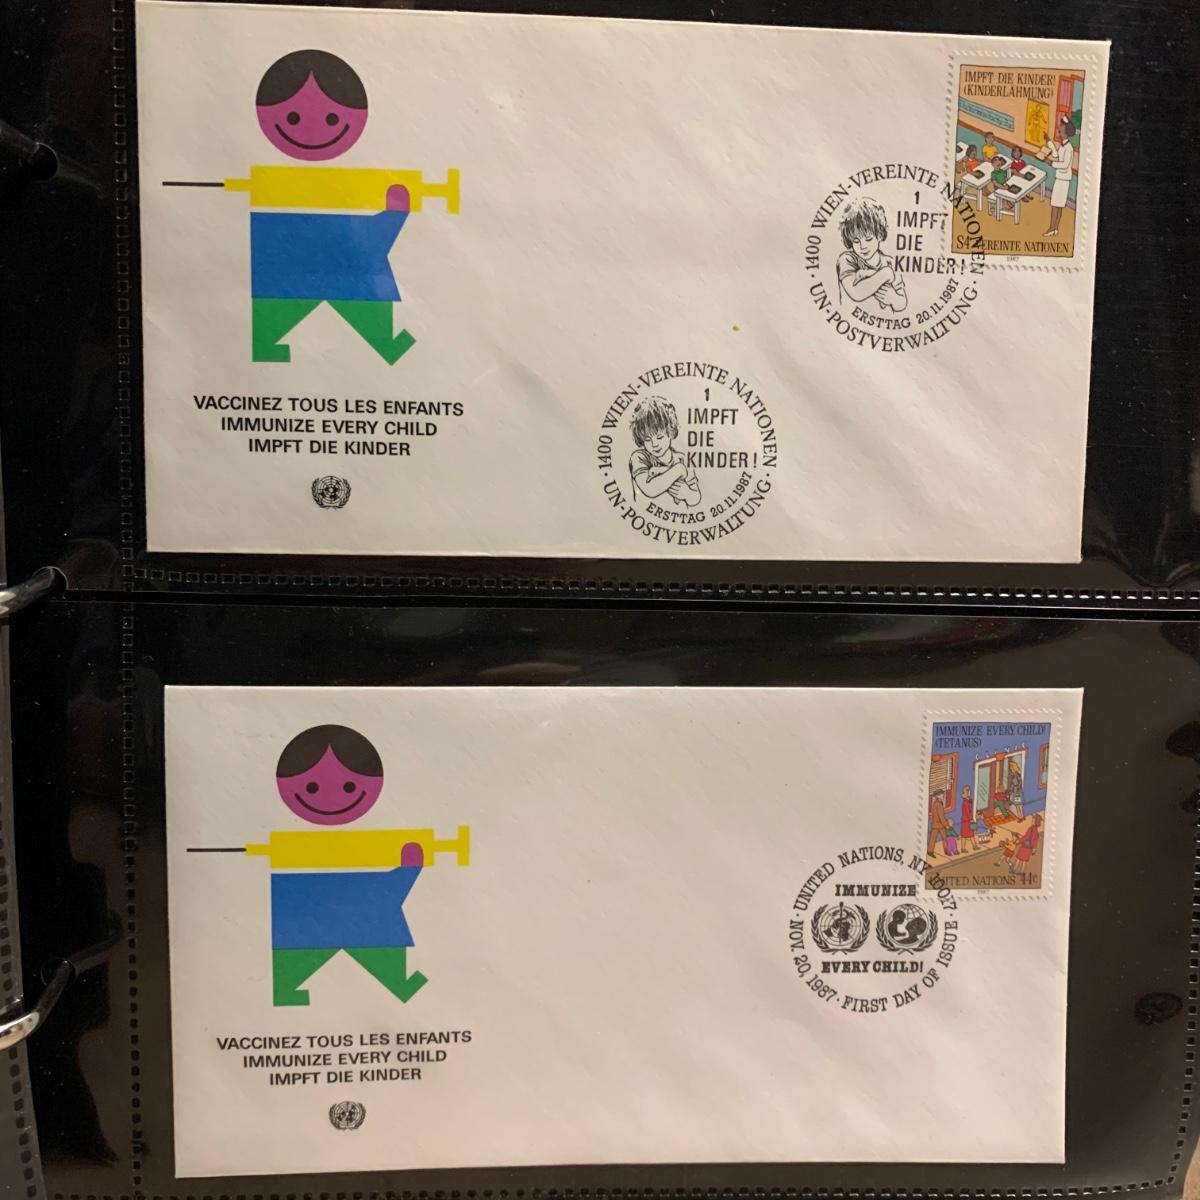 IMPFT DIE KINDER!
(KINDERLÄHMUNG)
S4 VEREINTE NATIONEN
1987
1400 WIEN-VEREINTE NATIONEN
1
IMPFT
DIE
KINDER!
ERSTTAG 20.11.1987
UN-POSTVERWALTUNG
1400 WIEN-VEREINTE NATIONEN
1
IMPFT
DIE
KINDER!
ERSTTAG 20.11.1987
UN-POSTVERWALTUNG
VACCINEZ TOUS LES ENFANTS
IMMUNIZE EVERY CHILD
IMPFT DIE KINDER
IMMUNIZE EVERY CHILD!
(TETANUS)
UNITED NATIONS 44c
1987
UNITED NATIONS, NY 10017
IMMUNIZE
EVERY CHILD!
NOV. 20, 1987 · FIRST DAY OF ISSUE
VACCINEZ TOUS LES ENFANTS
IMMUNIZE EVERY CHILD
IMPFT DIE KINDER